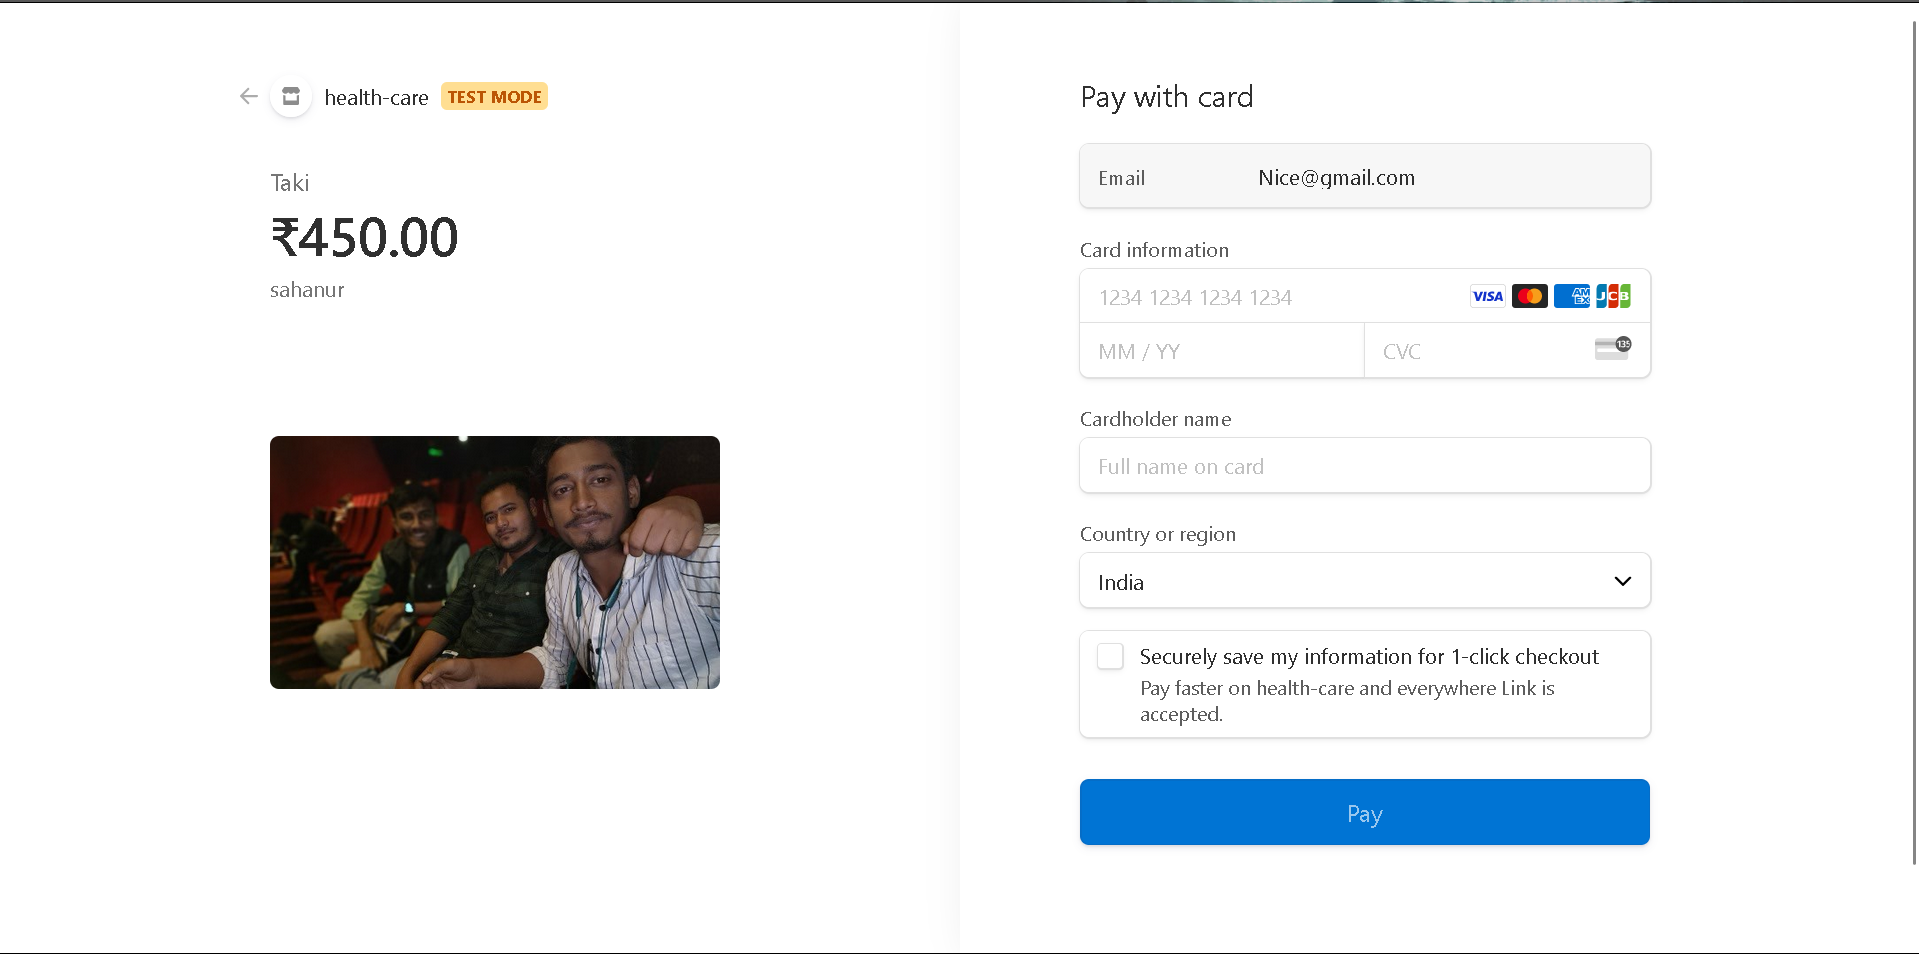 health-care TEST MODE
Taki
₹450.00
sahanur
Pay with card
Email Nice@gmail.com
Card information
1234 1234 1234 1234 VISA AM EX JCB
MM / YY CVC 135
Cardholder name
Full name on card
Country or region
India
Securely save my information for 1-click checkout
Pay faster on health-care and everywhere Link is
accepted.
Pay